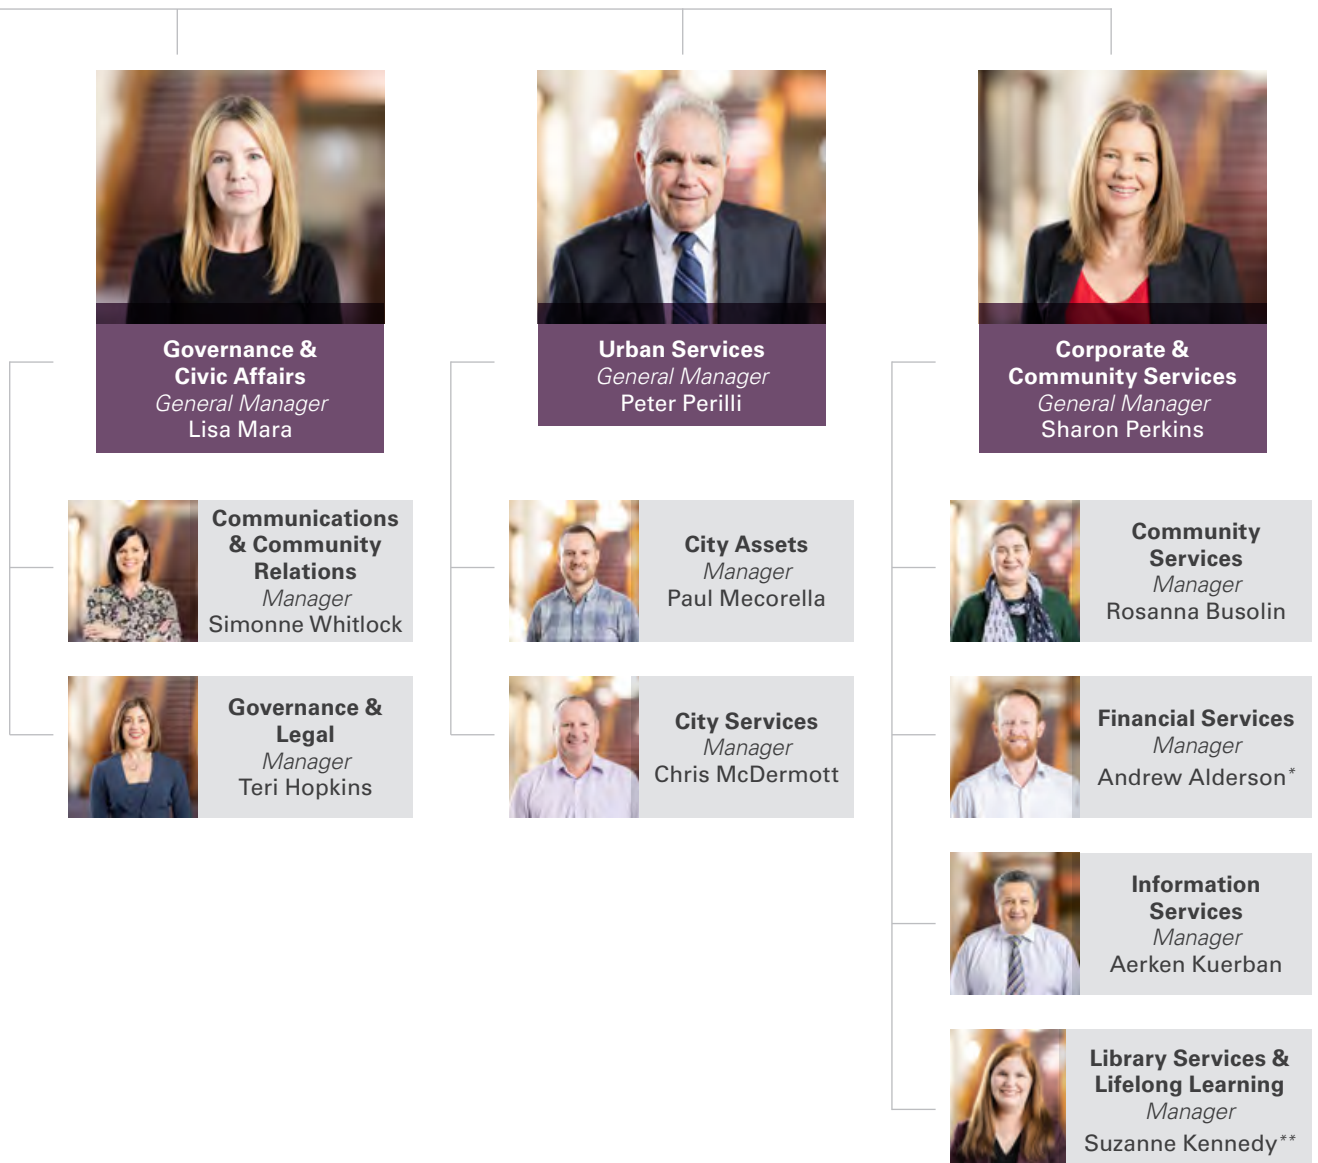 Governance &
Civic Affairs
General Manager
Lisa Mara
Communications
& Community
Relations
Manager
Simonne Whitlock
Governance &
Legal
Manager
Teri Hopkins
Urban Services
General Manager
Peter Perilli
City Assets
Manager
Paul Mecorella
City Services
Manager
Chris McDermott
Corporate &
Community Services
General Manager
Sharon Perkins
Community
Services
Manager
Rosanna Busolin
Financial Services
Manager
Andrew Alderson*
Information
Services
Manager
Aerken Kuerban
Library Services &
Lifelong Learning
Manager
Suzanne Kennedy**